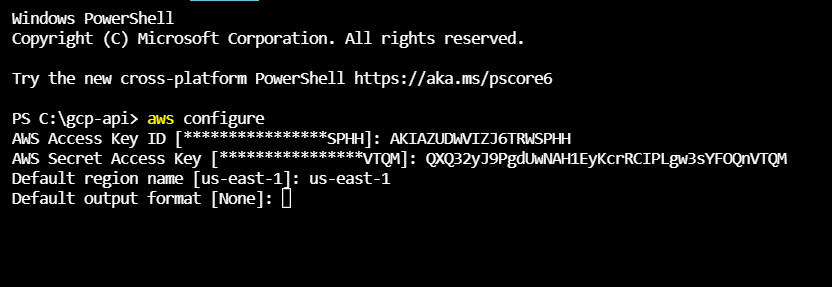 Windows PowerShell
Copyright (C) Microsoft Corporation. All rights reserved.
Try the new cross-platform PowerShell https://aka.ms/pscore6
PS C:\gcp-api> aws configure
AWS Access Key ID [****************SPHH]: AKIAZUDWVIZJ6TRWSPHH
AWS Secret Access Key [****************VTQM]: 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
Default region name [us-east-1]: us-east-1
Default output format [None]: